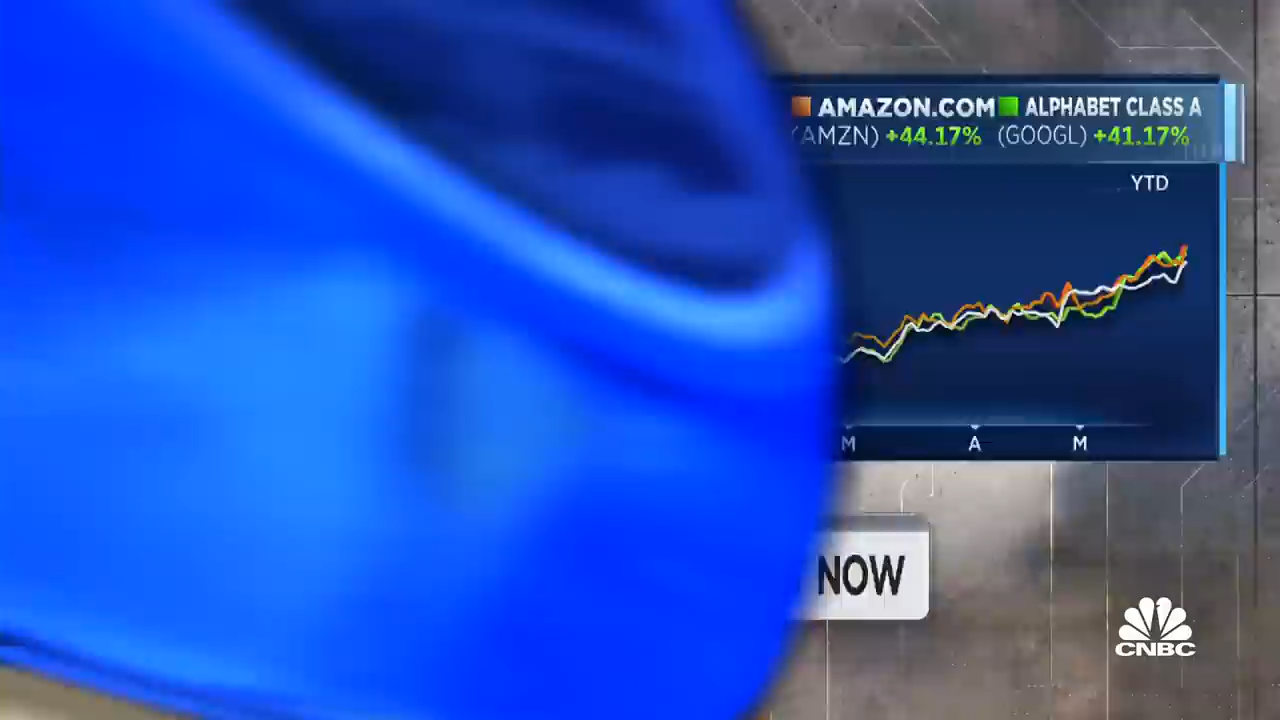 AMAZON.COM ALPHABET CLASS A
(AMZN) +44.17% (GOOGL) +41.17%
YTD
M A M
NOW
CNBC